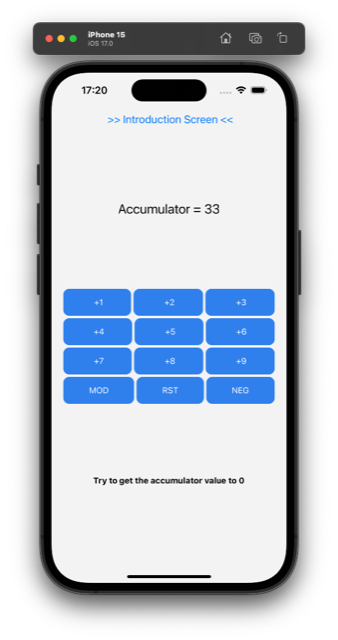 iPhone 15
iOS 17.0
17:20
>> Introduction Screen <<
Accumulator = 33
+1 +2 +3
+4 +5 +6
+7 +8 +9
MOD RST NEG
Try to get the accumulator value to 0